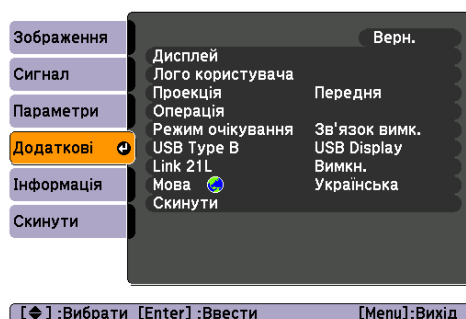 Зображення
Сигнал
Параметри
Додаткові
Інформація
Скинути
Верн.
Дисплей
Лого користувача
Проекція Передня
Операція
Режим очікування Зв'язок вимк.
USB Type B USB Display
Link 21L Вимкн.
Мова Українська
Скинути
[◆] :Вибрати [Enter] :Ввести [Menu]:Вихід